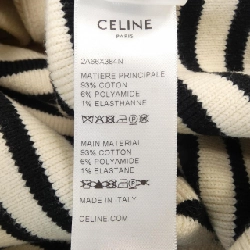 CELINE
PARIS
MATIERE PRINCIPALE
93% COTON
6% POLYAMIDE
1% ELASTHANNE
MAIN MATERIAL
93% COTTON
6% POLYAMIDE
1% ELASTANE
MADE IN ITALY
CELINE.COM